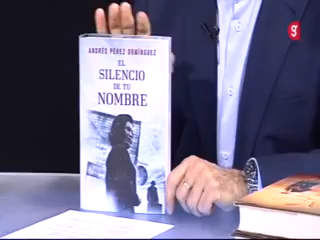 ANDRÉS PÉREZ DOMÍNGUEZ
EL
SILENCIO
DE TU
NOMBRE